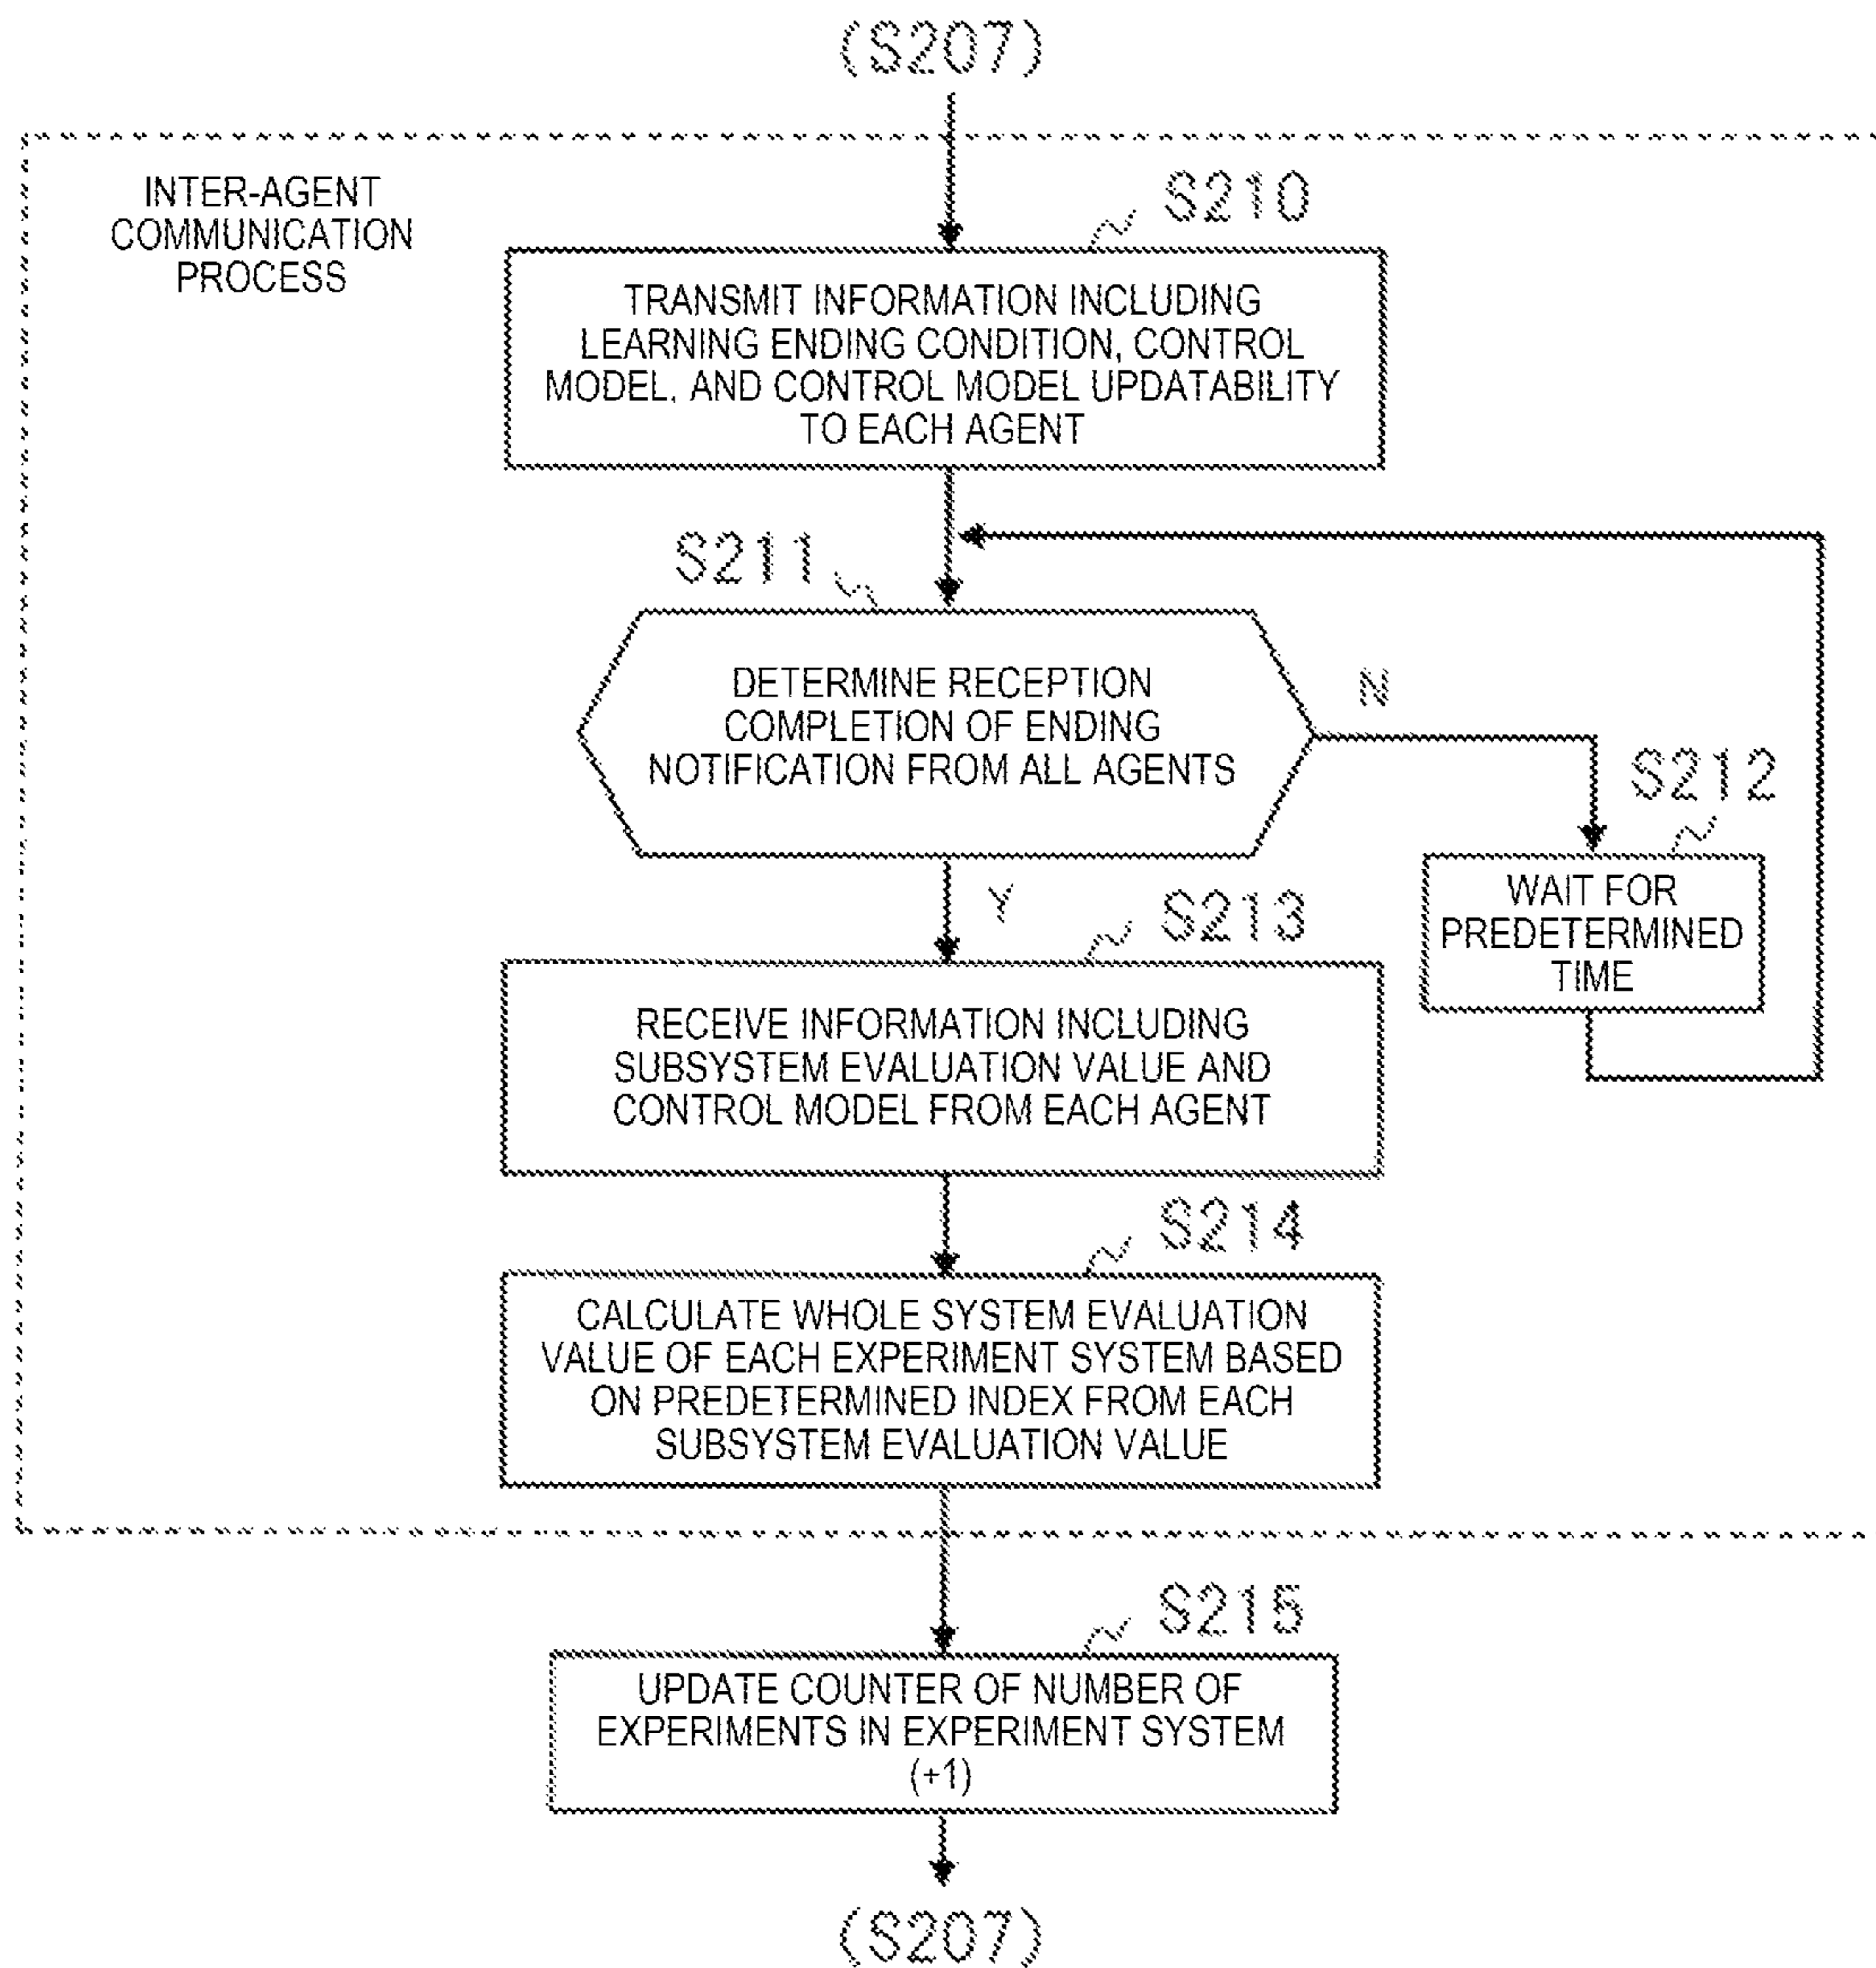 (S207)
INTER-AGENT
COMMUNICATION
PROCESS
S210
TRANSMIT INFORMATION INCLUDING
LEARNING ENDING CONDITION, CONTROL
MODEL, AND CONTROL MODEL UPDATABILITY
TO EACH AGENT
S211
DETERMINE RECEPTION
COMPLETION OF ENDING
NOTIFICATION FROM ALL AGENTS
N
S212
WAIT FOR
PREDETERMINED
TIME
Y
S213
RECEIVE INFORMATION INCLUDING
SUBSYSTEM EVALUATION VALUE AND
CONTROL MODEL FROM EACH AGENT
S214
CALCULATE WHOLE SYSTEM EVALUATION
VALUE OF EACH EXPERIMENT SYSTEM BASED
ON PREDETERMINED INDEX FROM EACH
SUBSYSTEM EVALUATION VALUE
S215
UPDATE COUNTER OF NUMBER OF
EXPERIMENTS IN EXPERIMENT SYSTEM
(+1)
(S207)